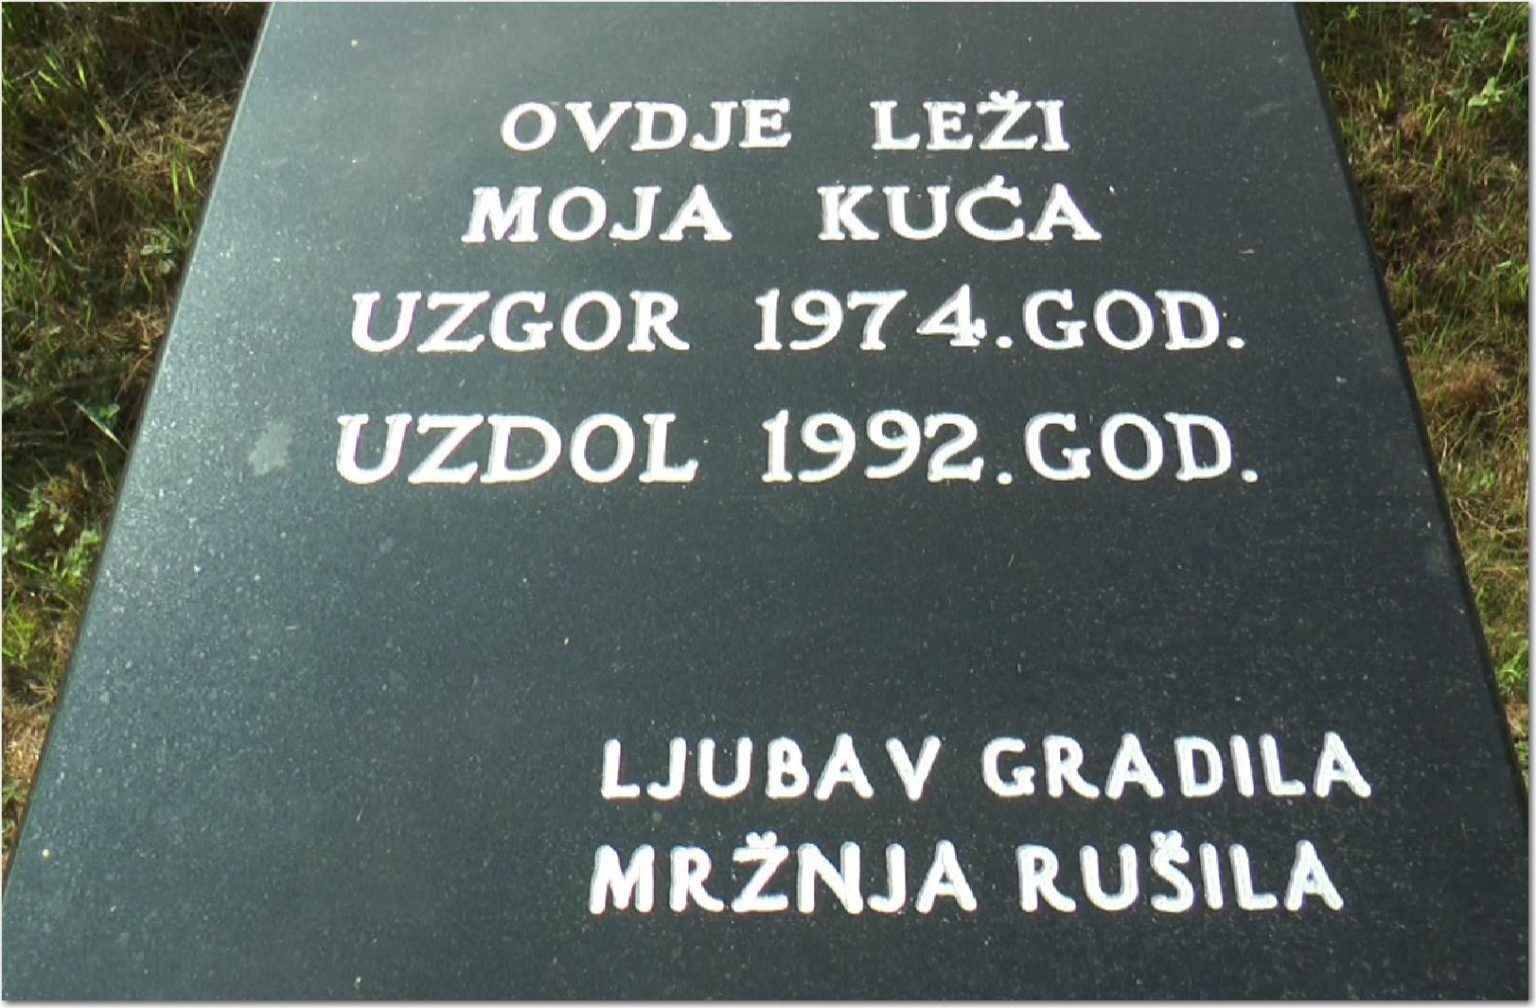 OVDJE LEŽI
MOJA KUĆA
UZGOR 1974.GOD.
UZDOL 1992.GOD.
LJUBAV GRADILA
MRŽNJA RUŠILA